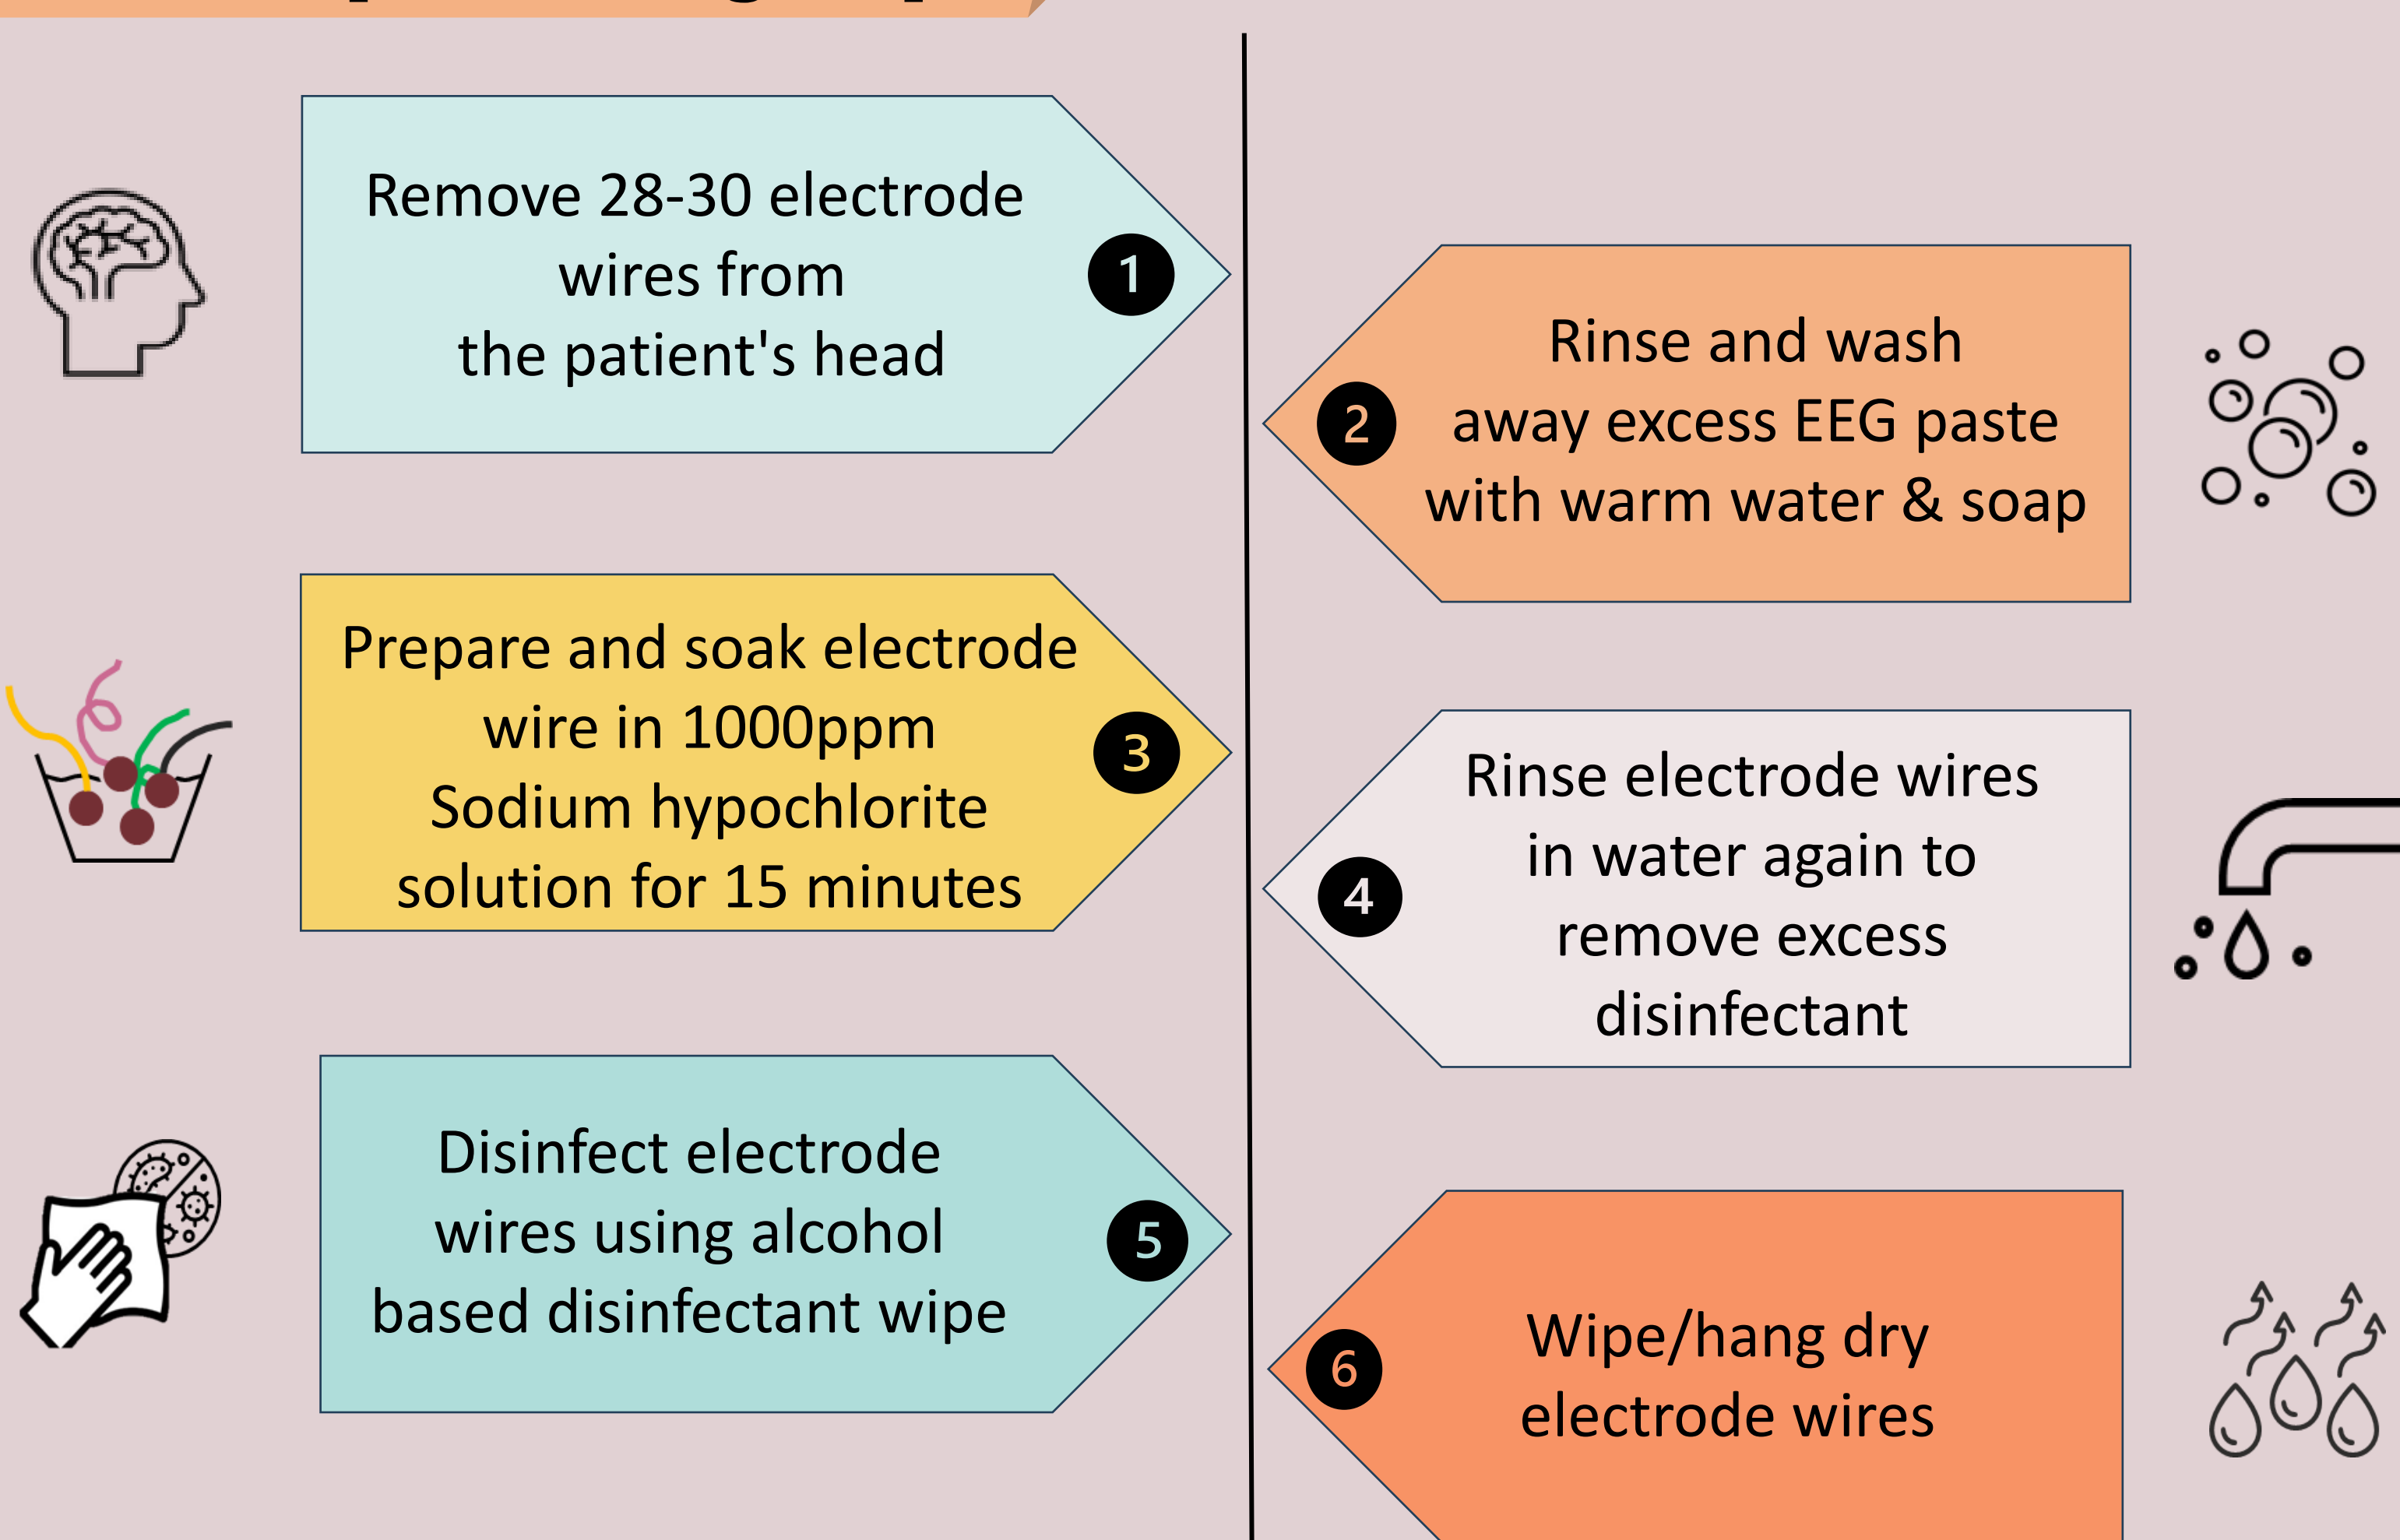 Remove 28-30 electrode
wires from
the patient's head
1
2
Rinse and wash
away excess EEG paste
with warm water & soap
Prepare and soak electrode
wire in 1000ppm
Sodium hypochlorite
solution for 15 minutes
3
4
Rinse electrode wires
in water again to
remove excess
disinfectant
Disinfect electrode
wires using alcohol
based disinfectant wipe
5
6
Wipe/hang dry
electrode wires